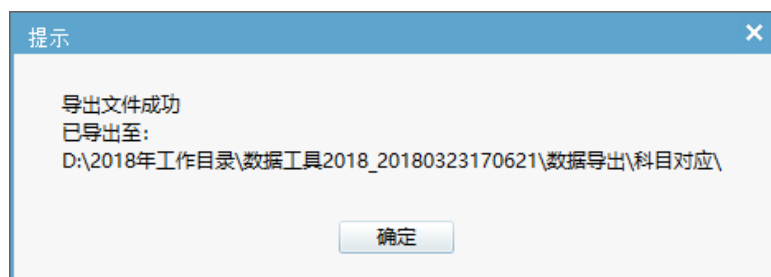 提示
导出文件成功
已导出至：
D:\2018年工作目录\数据工具2018_20180323170621\数据导出\科目对应\
确定